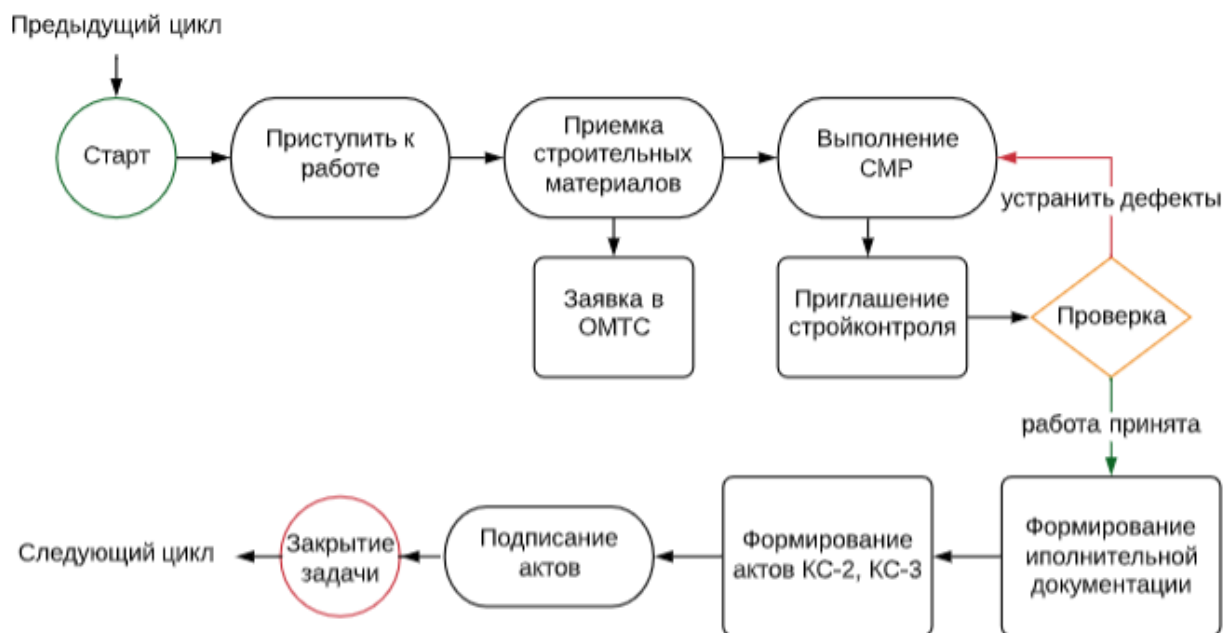 Предыдущий цикл
Старт
Приступить к
работе
Приемка
строительных
материалов
Выполнение
СМР
устранить дефекты
Заявка в
ОМТС
Приглашение
стройконтроля
Проверка
работа принята
Следующий цикл
Закрытие
задачи
Подписание
актов
Формирование
актов КС-2, КС-3
Формирование
иполнительной
документации